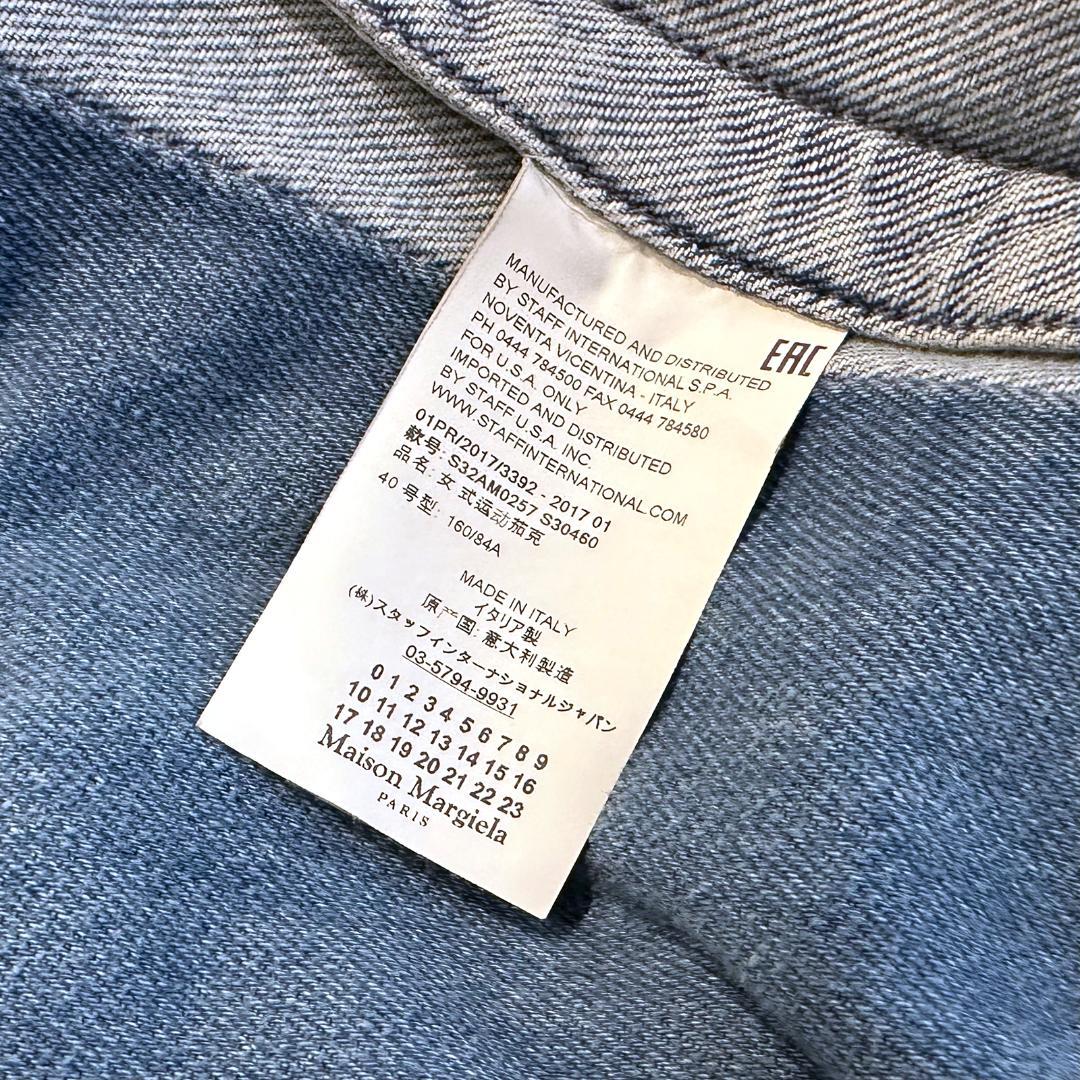 MANUFACTURED AND DISTRIBUTED
BY STAFF INTERNATIONAL S.P.A.
NOVENTA VICENTINA - ITALY
PH 0444 784500 FAX 0444 784580
FOR U.S.A. ONLY
IMPORTED AND DISTRIBUTED
BY STAFF U.S.A. INC.
WWW.STAFFINTERNATIONAL.COM
EAC
01PR/2017/3392 - 2017 01
款号: S32AM0257 S30460
品名: 女 式运动茄克
40 号型: 160/84A
MADE IN ITALY
イタリア製
原产国: 意大利製造
(株)スタッフインターナショナルジャパン
03-5794-9931
0 1 2 3 4 5 6 7 8 9
10 11 12 13 14 15 16
17 18 19 20 21 22 23
Maison Margiela
PARIS